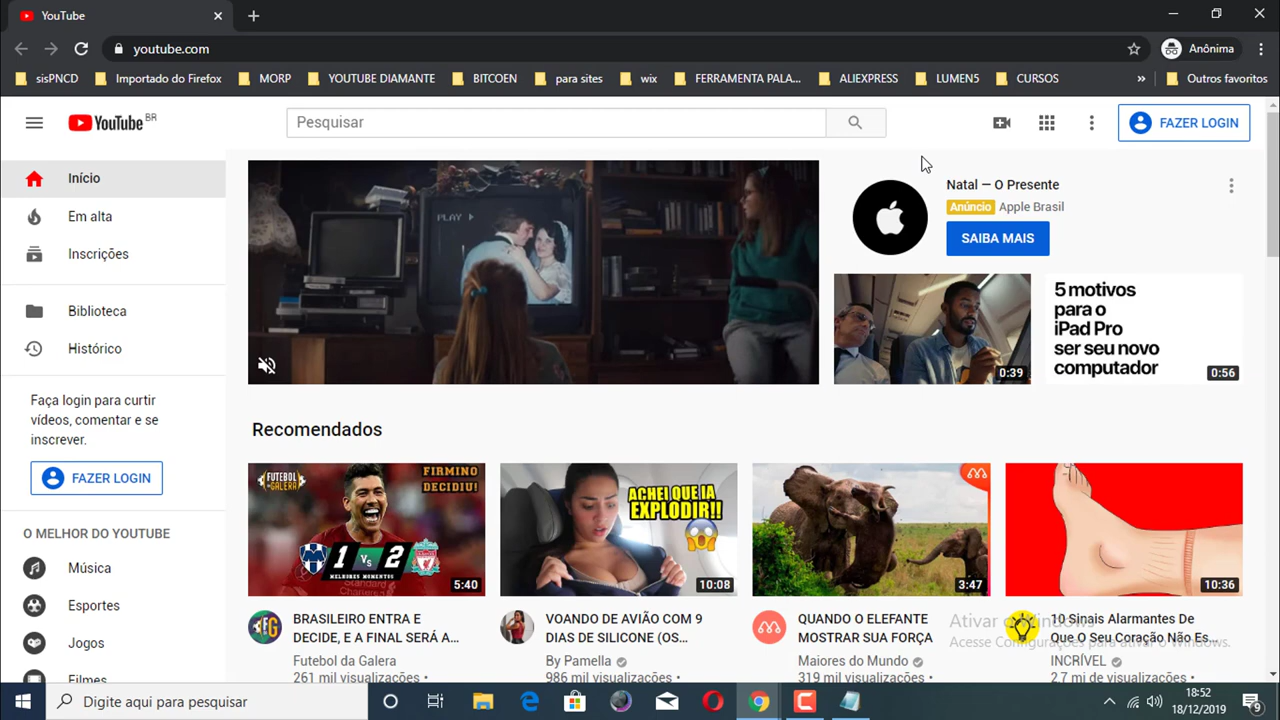 YouTube
youtube.com
Anônima
sisPNCD
Importado do Firefox
MORP
YOUTUBE DIAMANTE
BITCOEN
para sites
wix
FERRAMENTA PALA...
ALIEXPRESS
LUMEN5
CURSOS
»
Outros favoritos
YouTube BR
Pesquisar
FAZER LOGIN
Início
Em alta
Inscrições
Biblioteca
Histórico
Faça login para curtir
vídeos, comentar e se
inscrever.
FAZER LOGIN
O MELHOR DO YOUTUBE
Música
Esportes
Jogos
Filmes
PLAY
Natal — O Presente
Anúncio Apple Brasil
SAIBA MAIS
0:39
5 motivos
para o
iPad Pro
ser seu novo
computador
0:56
Recomendados
FUTEBOL
DA GALERA
FIRMINO
DECIDIU!
1 VS 2
MELHORES MOMENTOS
Standard
Chartered
5:40
BRASILEIRO ENTRA E
DECIDE, E A FINAL SERÁ A...
Futebol da Galera
261 mil visualizações •
ACHEI QUE IA
EXPLODIR!!
10:08
VOANDO DE AVIÃO COM 9
DIAS DE SILICONE (OS...
By Pamella
986 mil visualizações •
3:47
QUANDO O ELEFANTE
MOSTRAR SUA FORÇA
Maiores do Mundo
319 mil visualizações •
10:36
10 Sinais Alarmantes De
Que O Seu Coração Não Es...
INCRÍVEL
2,7 mi de visualizações •
Ativar o Windows
Acesse Configurações para ativar o Windows.
Digite aqui para pesquisar
18:52
18/12/2019
9